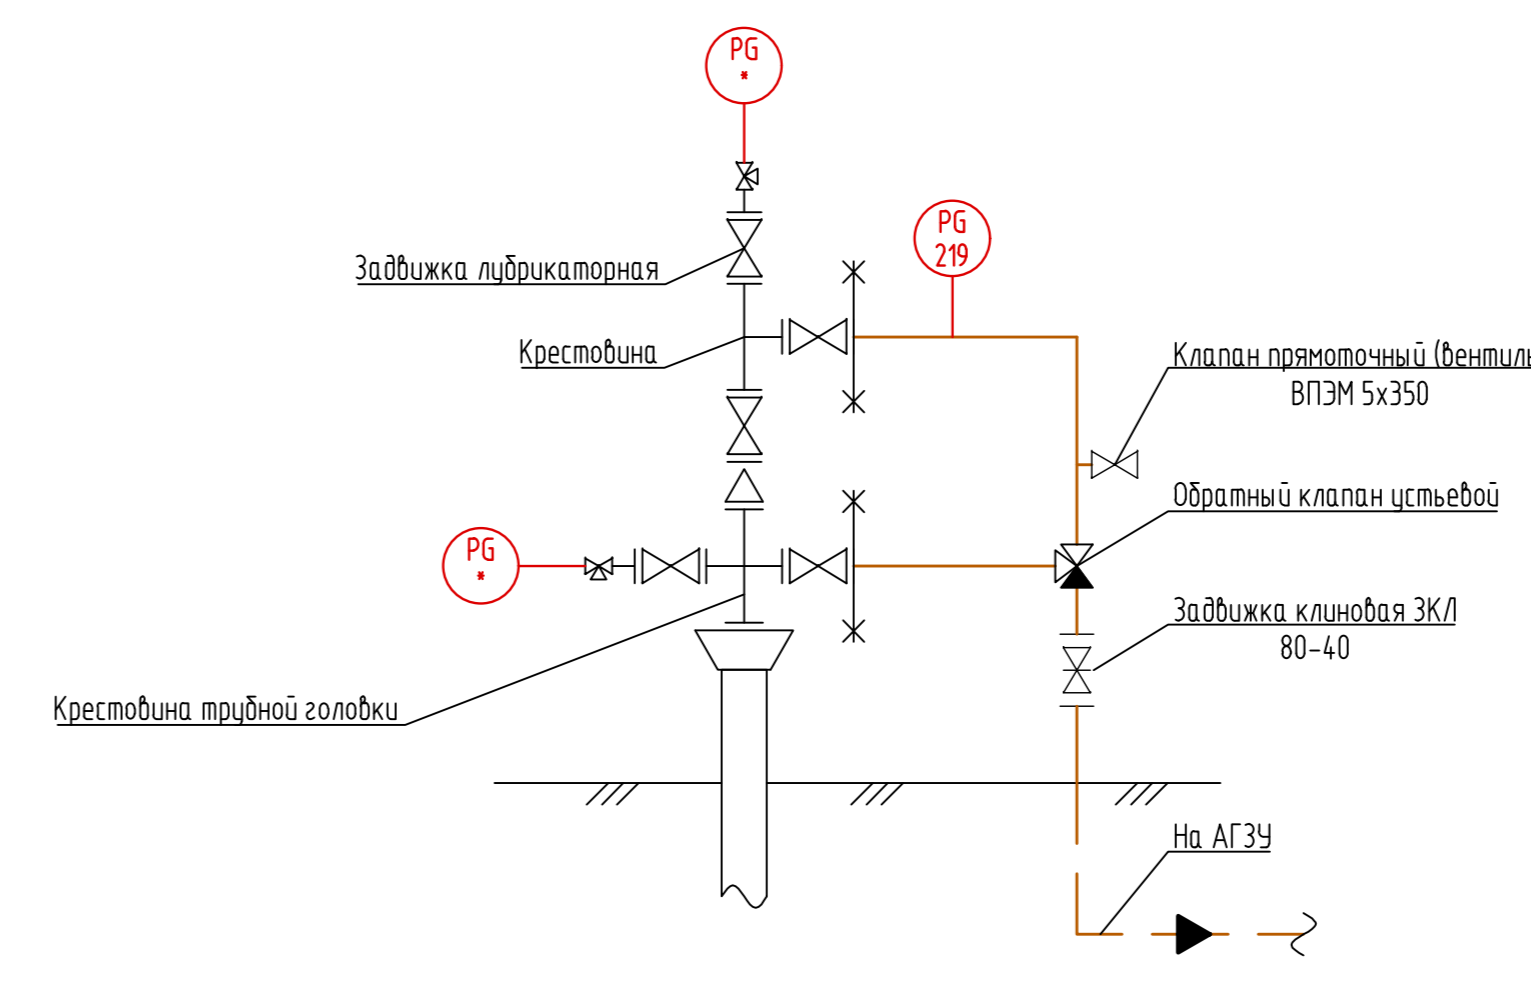 PG
*
PG
219
Задвижка лубрикаторная
Крестовина
Клапан прямоточный (вентиль
ВПЭМ 5х350
Обратный клапан устьевой
PG
*
Задвижка клиновая ЗКЛ
80-40
Крестовина трубной головки
На АГЗУ